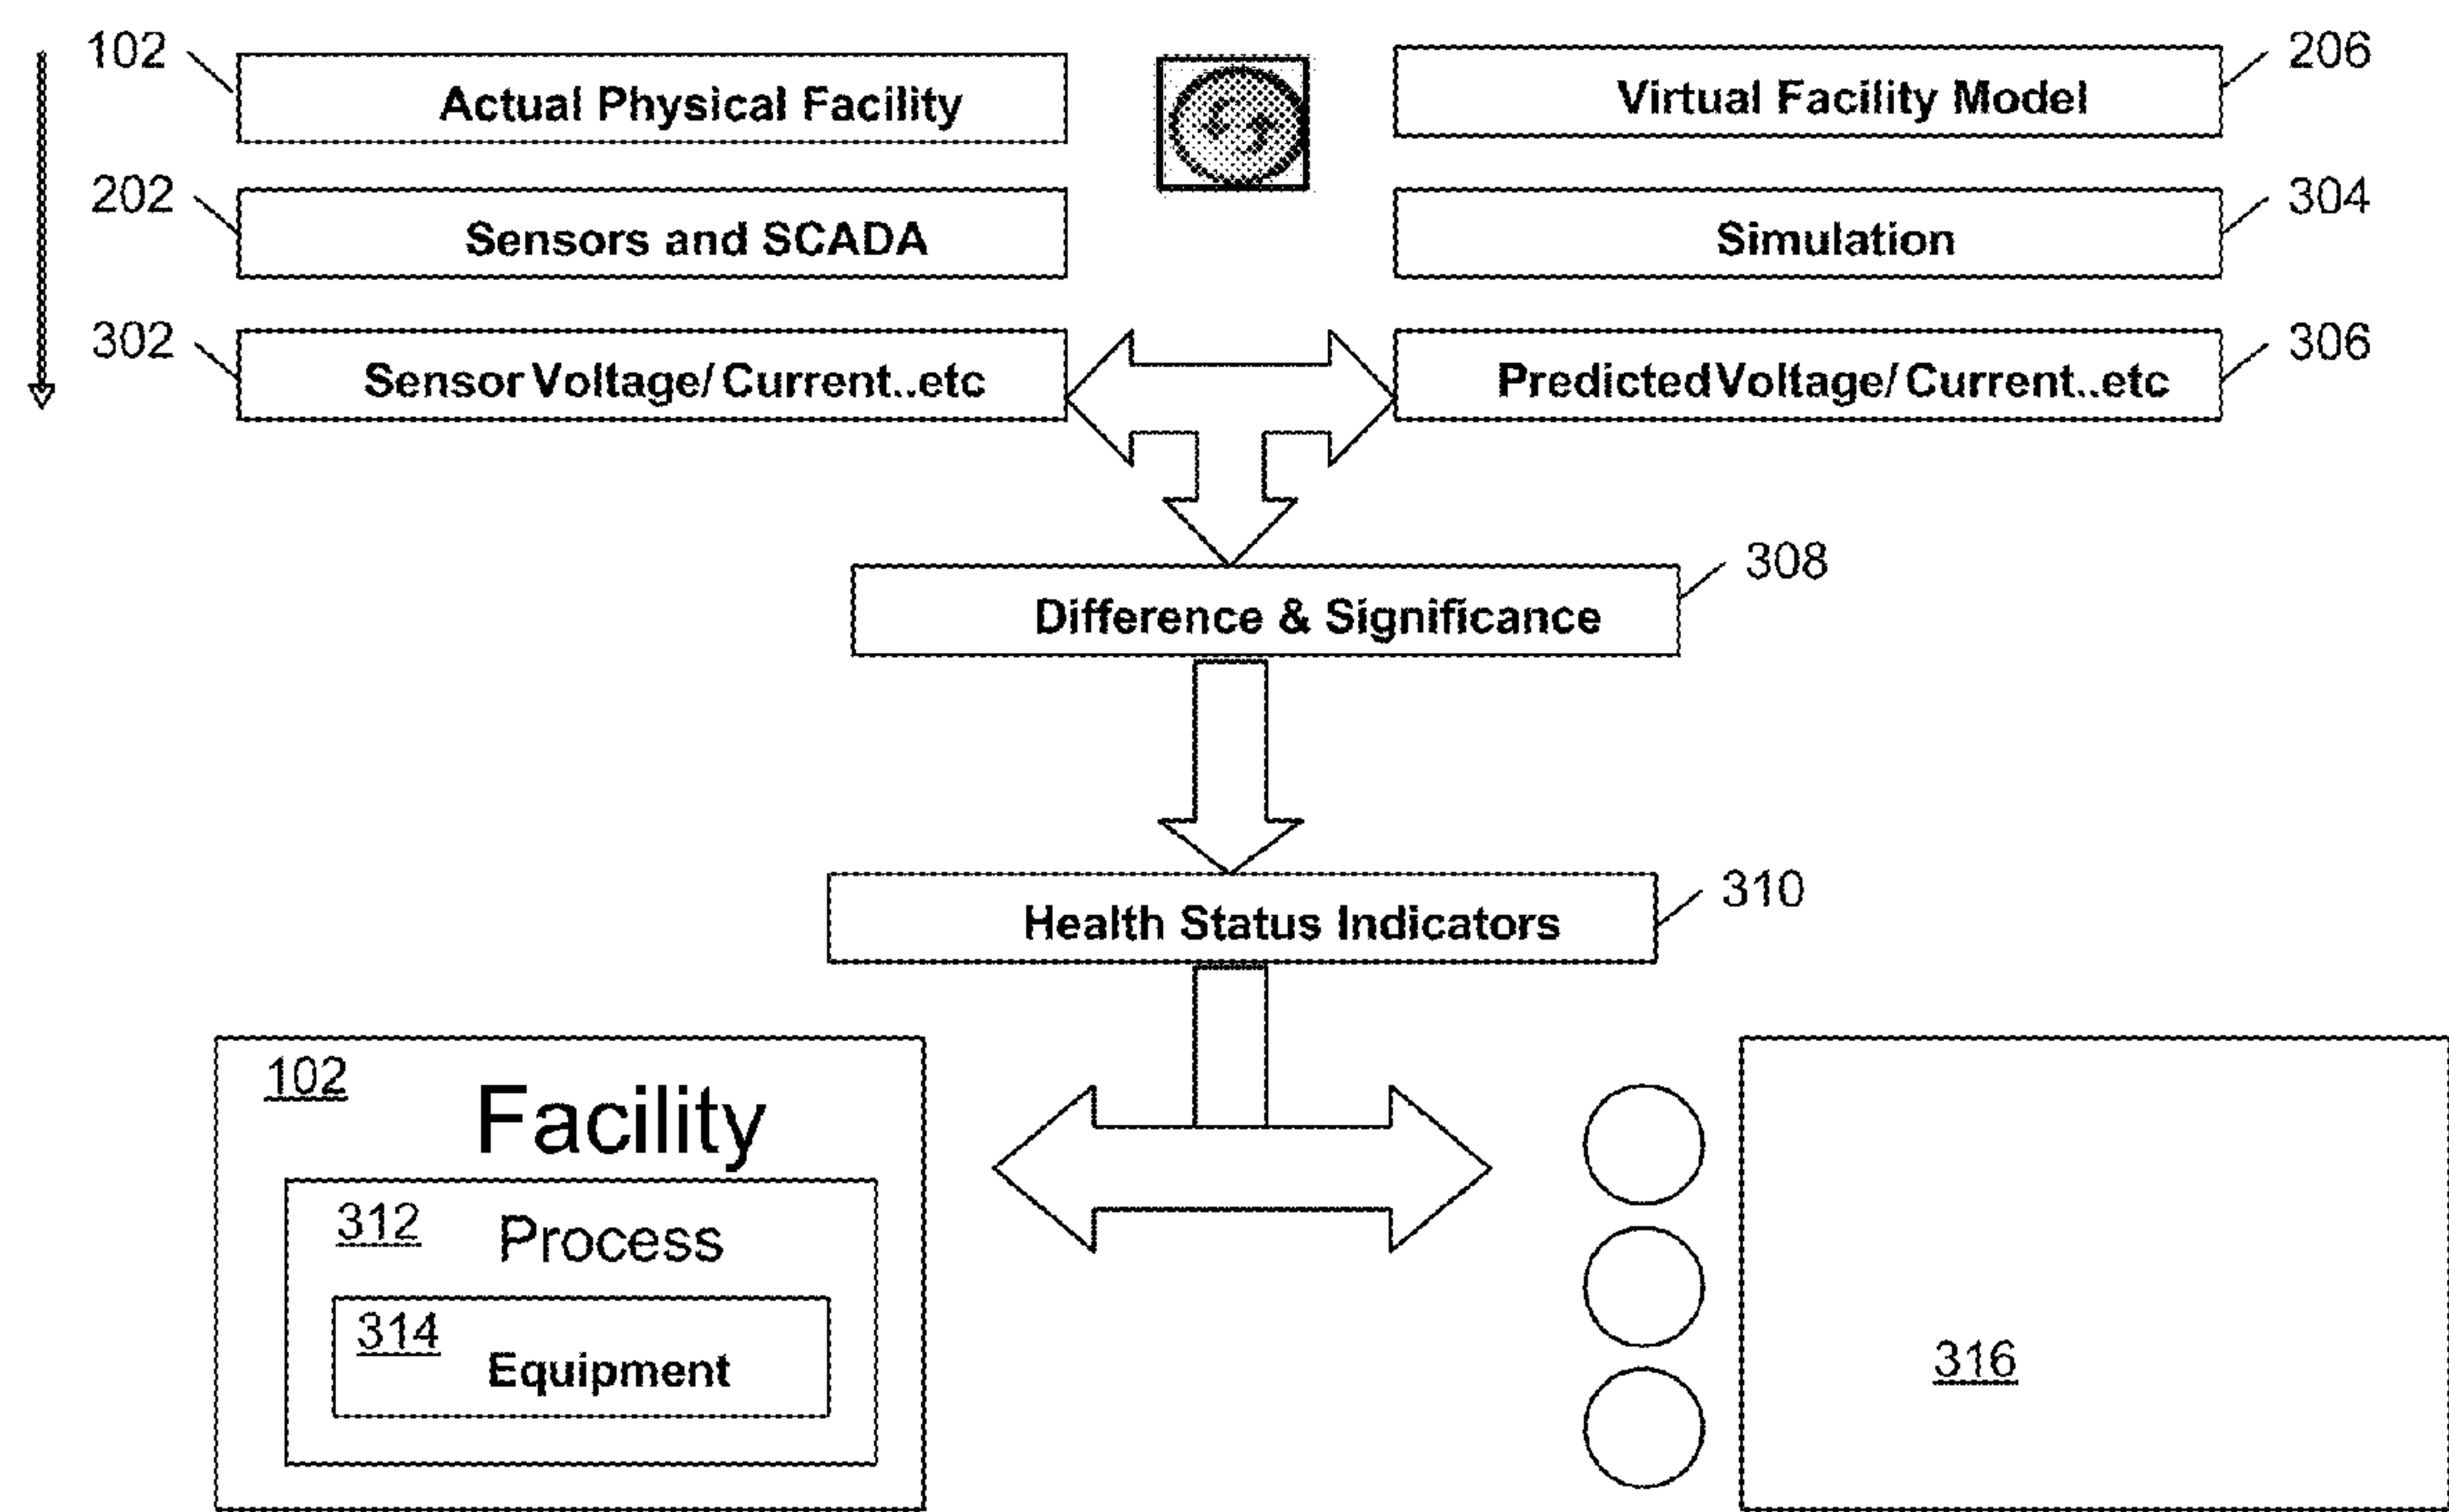 102 Actual Physical Facility Virtual Facility Model 206
202 Sensors and SCADA Simulation 304
302 Sensor Voltage/ Current..etc Predicted Voltage/ Current..etc 306
308
Difference & Significance
310
Health Status Indicators
102
Facility
312
Process
314
Equipment
316